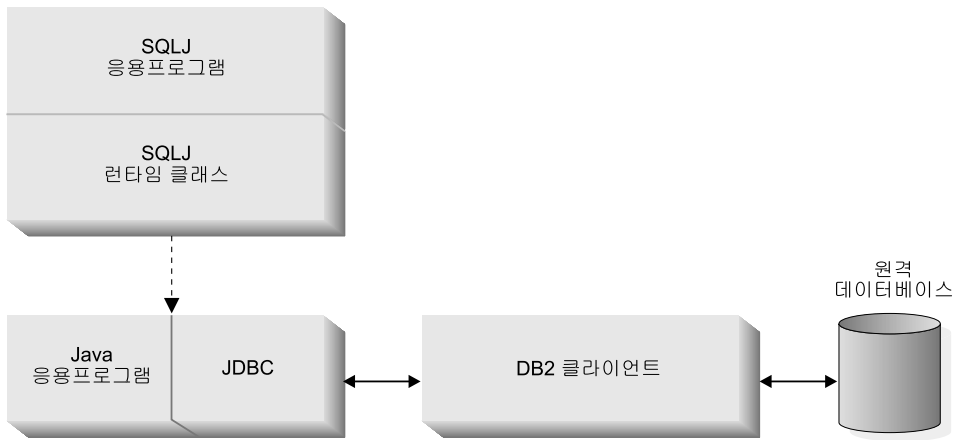 SQLJ
응용프로그램
SQLJ
런타임 클래스
원격
데이터베이스
Java
응용프로그램
JDBC
DB2 클라이언트